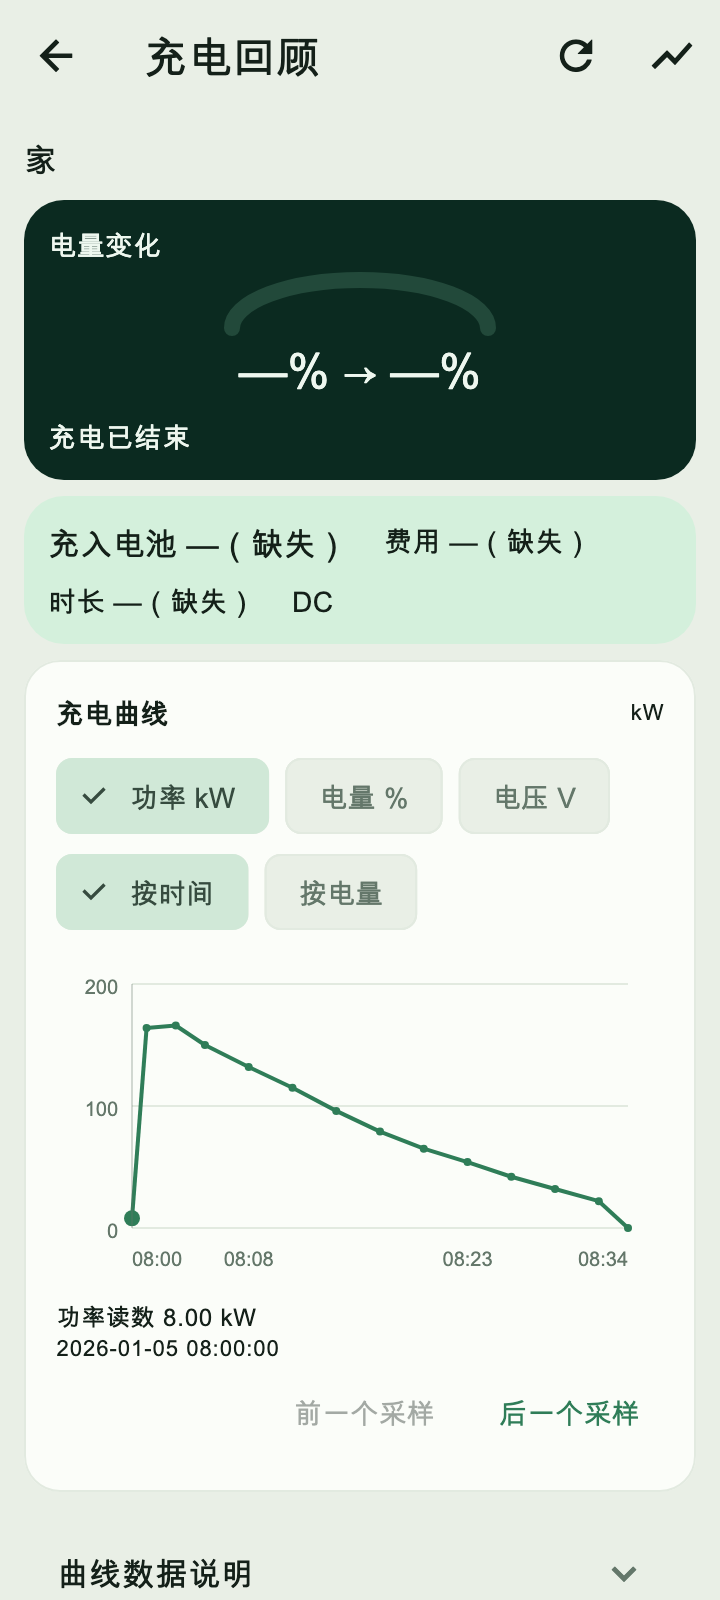 充电回顾
家
电量变化
—% → —%
充电已结束
充入电池 — ( 缺失 ) 费用 — ( 缺失 )
时长 — ( 缺失 ) DC
充电曲线 kW
功率 kW 电量 % 电压 V
按时间 按电量
200
100
0
08:00 08:08 08:23 08:34
功率读数 8.00 kW
2026-01-05 08:00:00
前一个采样 后一个采样
曲线数据说明